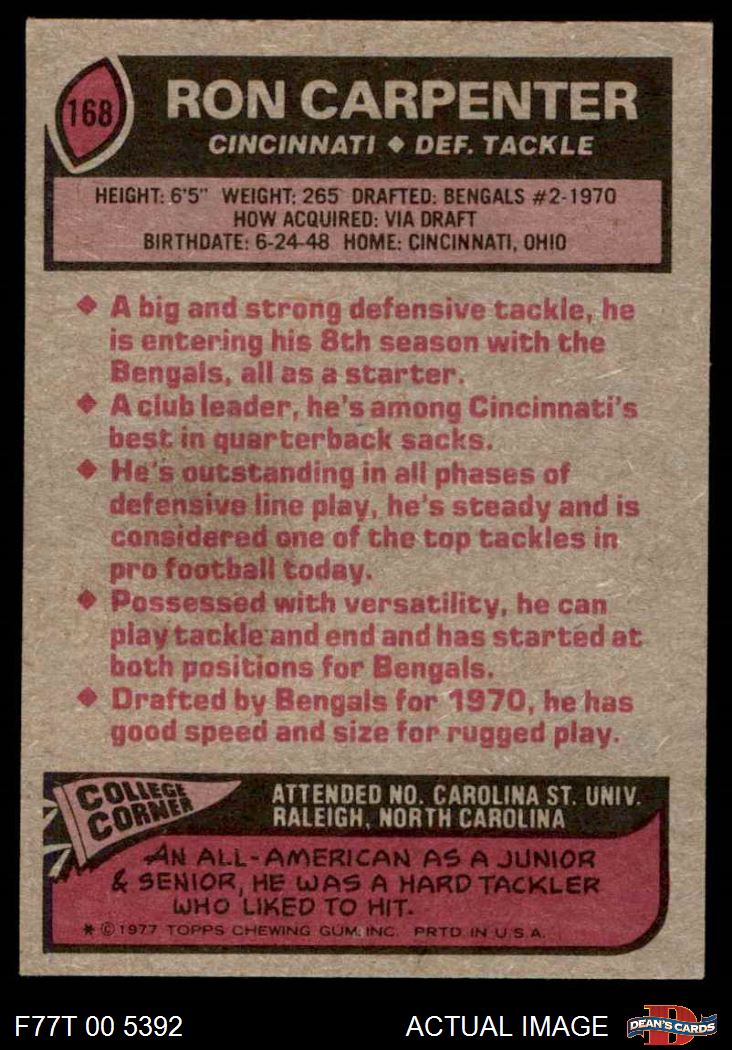 168
RON CARPENTER
CINCINNATI ◆ DEF. TACKLE
HEIGHT: 6'5" WEIGHT: 265 DRAFTED: BENGALS #2-1970
HOW ACQUIRED: VIA DRAFT
BIRTHDATE: 6-24-48 HOME: CINCINNATI, OHIO
◆ A big and strong defensive tackle, he
is entering his 8th season with the
Bengals, all as a starter.
◆ A club leader, he's among Cincinnati's
best in quarterback sacks.
◆ He's outstanding in all phases of
defensive line play, he's steady and is
considered one of the top tackles in
pro football today.
◆ Possessed with versatility, he can
play tackle and end and has started at
both positions for Bengals.
◆ Drafted by Bengals for 1970, he has
good speed and size for rugged play.
COLLEGE
CORNER
ATTENDED NO. CAROLINA ST. UNIV.
RALEIGH, NORTH CAROLINA
AN ALL-AMERICAN AS A JUNIOR
& SENIOR, HE WAS A HARD TACKLER
WHO LIKED TO HIT.
* © 1977 TOPPS CHEWING GUM, INC. PRTD IN U.S.A.
F77T 00 5392
ACTUAL IMAGE
D
DEAN'S CARDS